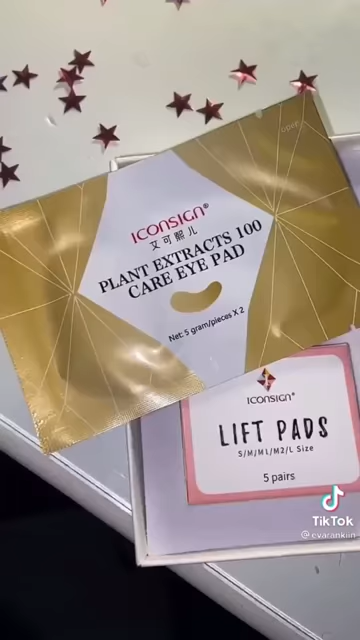 ICONSIGN®
艾可熙儿
PLANT EXTRACTS 100
CARE EYE PAD
Net: 5 gram/pieces X 2
ICONSIGN®
LIFT PADS
S/M/M1/M2/L Size
5 pairs
TikTok
@evarankiin